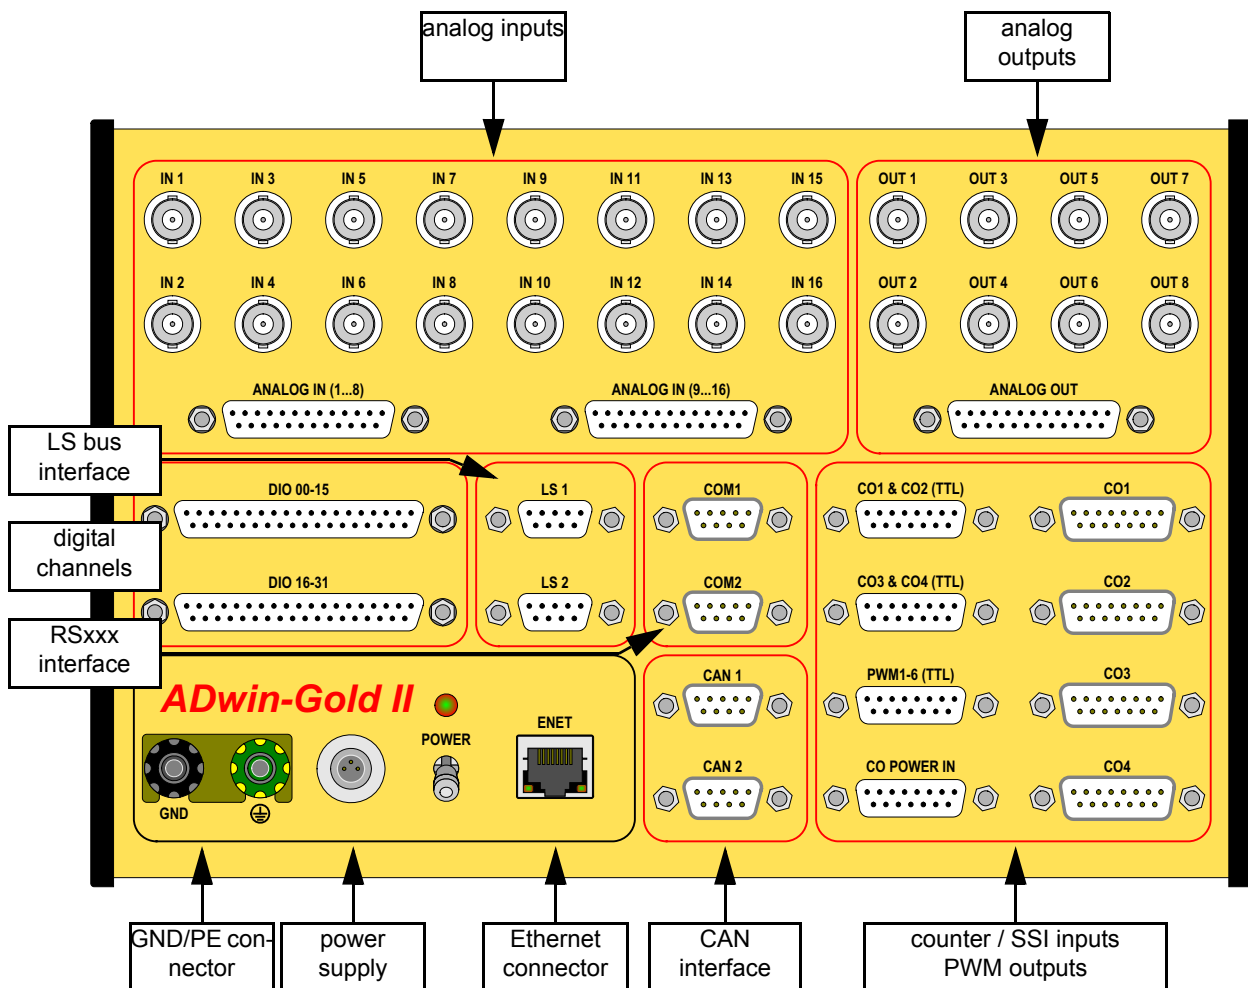 analog inputs
analog
outputs
IN 1 IN 3 IN 5 IN 7 IN 9 IN 11 IN 13 IN 15 OUT 1 OUT 3 OUT 5 OUT 7
IN 2 IN 4 IN 6 IN 8 IN 10 IN 12 IN 14 IN 16 OUT 2 OUT 4 OUT 6 OUT 8
ANALOG IN (1...8) ANALOG IN (9...16) ANALOG OUT
LS bus
interface
DIO 00-15 LS 1 COM1 CO1 & CO2 (TTL) CO1
digital
channels
DIO 16-31 LS 2 COM2 CO3 & CO4 (TTL) CO2
RSxxx
interface
ADwin-Gold II
CAN 1 PWM1-6 (TTL) CO3
POWER
ENET
CAN 2 CO POWER IN CO4
GND
GND/PE con-
nector
power
supply
Ethernet
connector
CAN
interface
counter / SSI inputs
PWM outputs